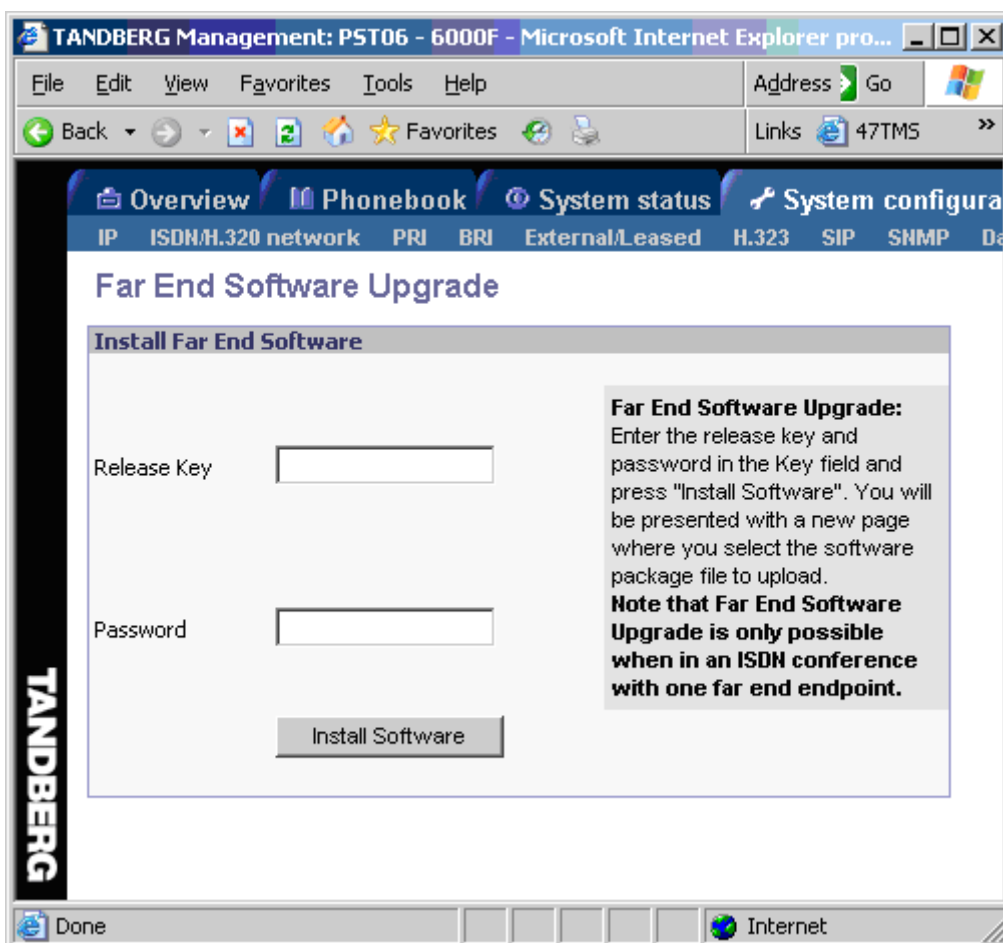 TANDBERG Management: PST06 - 6000F - Microsoft Internet Explorer pro...
File Edit View Favorites Tools Help Address Go
Back Favorites Links 47TMS »
Overview Phonebook System status System configura
IP ISDN/H.320 network PRI BRI External/Leased H.323 SIP SNMP Da
Far End Software Upgrade
Install Far End Software
Release Key
Password
Install Software
Far End Software Upgrade:
Enter the release key and
password in the Key field and
press "Install Software". You will
be presented with a new page
where you select the software
package file to upload.
Note that Far End Software
Upgrade is only possible
when in an ISDN conference
with one far end endpoint.
TANDBERG
Done Internet